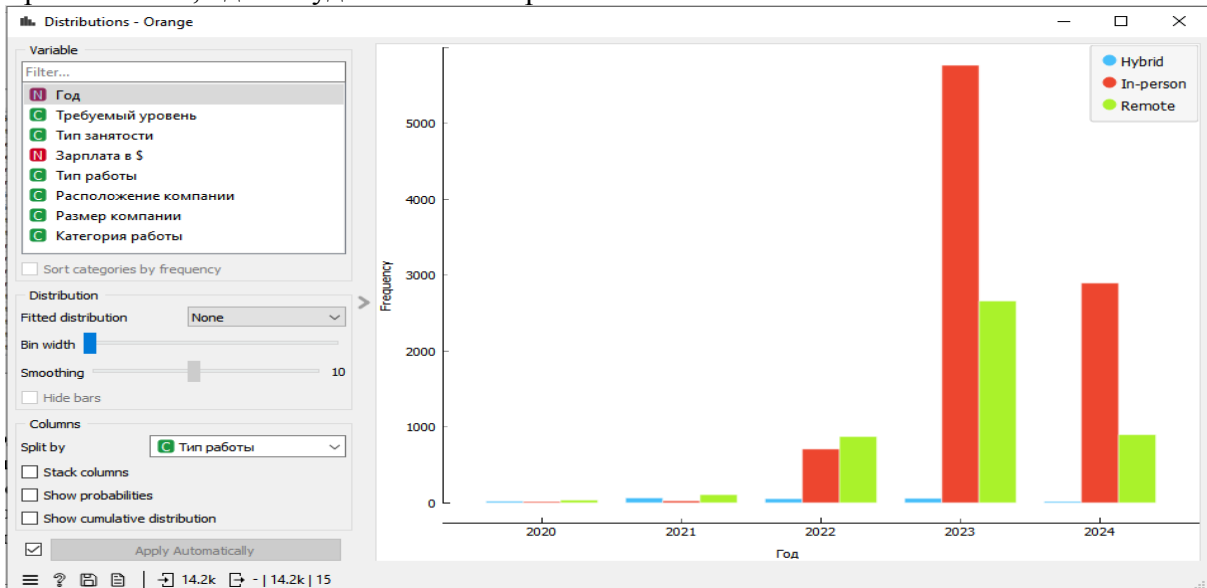 Distributions - Orange
Variable
Filter...
N Год
C Требуемый уровень
C Тип занятости
N Зарплата в $
C Тип работы
C Расположение компании
C Размер компании
C Категория работы
Sort categories by frequency
Distribution
Fitted distribution None
Bin width
Smoothing 10
Hide bars
Columns
Split by C Тип работы
Stack columns
Show probabilities
Show cumulative distribution
Apply Automatically
? 14.2k - | 14.2k | 15
Hybrid
In-person
Remote
Frequency
5000
4000
3000
2000
1000
0
2020 2021 2022 2023 2024
Год